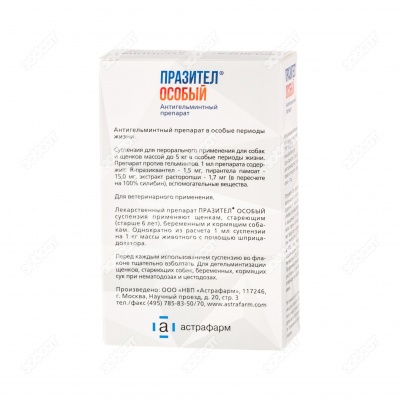 ПРАЗИТЕЛ®
ОСОБЫЙ
Антигельминтный
препарат
Антигельминтный препарат в особые периоды
жизни.
Суспензия для перорального применения для собак
и щенков массой до 5 кг в особые периоды жизни.
Препарат против гельминтов. 1 мл препарата содер-
жит: R-празиквантел - 1,5 мг, пирантела памоат -
15,0 мг, экстракт расторопши - 1,7 мг (в пересчете
на 100% силибин), вспомогательные вещества.
Для ветеринарного применения.
Лекарственный препарат ПРАЗИТЕЛ® ОСОБЫЙ
суспензия применяют щенкам, стареющим
(старше 6 лет), беременным и кормящим соба-
кам. Однократно из расчета 1 мл суспензии
на 1 кг массы животного с помощью шприца-
дозатора.
Перед каждым использованием суспензию во фла-
коне тщательно взболтать. Для дегельминтизации
щенков, стареющих собак, беременных, кормящих
сук при нематодозах и цестодозах.
Произведено: ООО «НВП «Астрафарм», 117246,
г. Москва, Научный проезд, д. 20, стр. 3
тел./факс (495) 785-83-50/70, www.astrafarm.com
а астрафарм